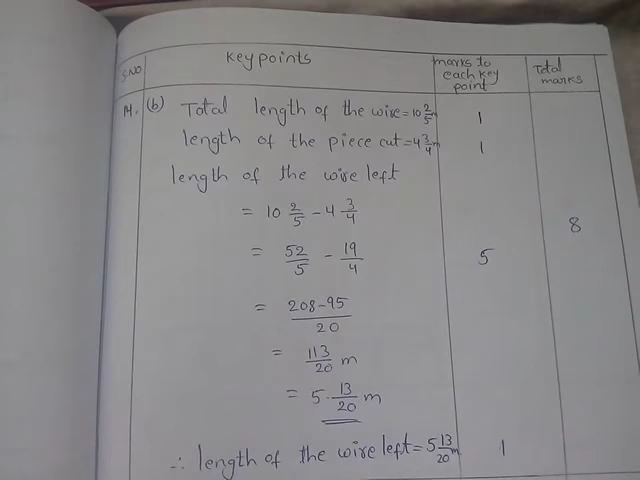 S.NO
Key points
marks to
each key
point
Total
marks
14. (b) Total length of the wire = 10 2/5 m
1
length of the piece cut = 4 3/4 m
1
length of the wire left
= 10 2/5 - 4 3/4
8
= 52/5 - 19/4
5
= 208-95/20
= 113/20 m
= 5 · 13/20 m
∴ length of the wire left = 5 13/20 m
1